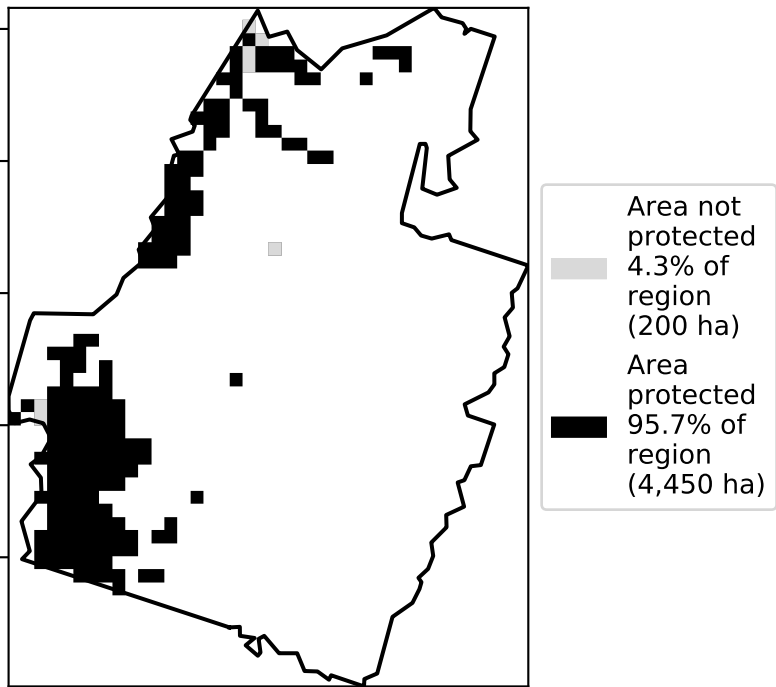 Area not
protected
4.3% of
region
(200 ha)
Area
protected
95.7% of
region
(4,450 ha)